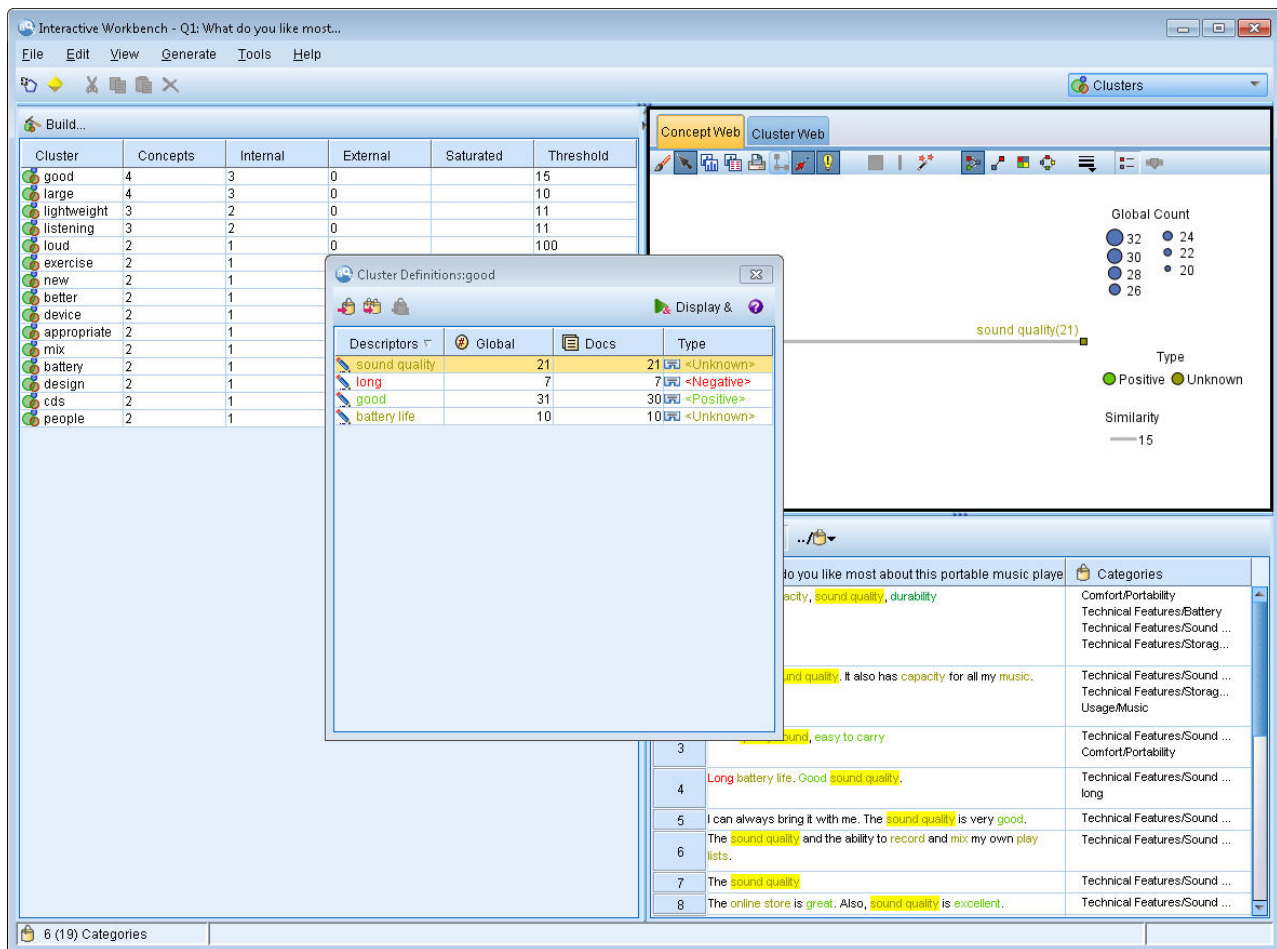 Interactive Workbench - Q1: What do you like most...
File Edit View Generate Tools Help
Clusters
Build...
Cluster Concepts Internal External Saturated Threshold
good 4 3 0 15
large 4 3 0 10
lightweight 3 2 0 11
listening 3 2 0 11
loud 2 1 0 100
exercise 2 1
new 2 1
better 2 1
device 2 1
appropriate 2 1
mix 2 1
battery 2 1
design 2 1
cds 2 1
people 2 1
Cluster Definitions:good
Display &
Descriptors Global Docs Type
sound quality 21 21 <Unknown>
long 7 7 <Negative>
good 31 30 <Positive>
battery life 10 10 <Unknown>
Concept Web Cluster Web
Global Count
32 24
30 22
28 20
26
sound quality(21)
Type
Positive Unknown
Similarity
15
../
do you like most about this portable music playe Categories
acity, sound quality, durability
Comfort/Portability
Technical Features/Battery
Technical Features/Sound ...
Technical Features/Storag...
und quality. It also has capacity for all my music.
Technical Features/Sound ...
Technical Features/Storag...
Usage/Music
3 und, easy to carry
Technical Features/Sound ...
Comfort/Portability
4 Long battery life. Good sound quality.
Technical Features/Sound ...
long
5 I can always bring it with me. The sound quality is very good. Technical Features/Sound ...
6 The sound quality and the ability to record and mix my own play
lists.
Technical Features/Sound ...
7 The sound quality Technical Features/Sound ...
8 The online store is great. Also, sound quality is excellent. Technical Features/Sound ...
6 (19) Categories